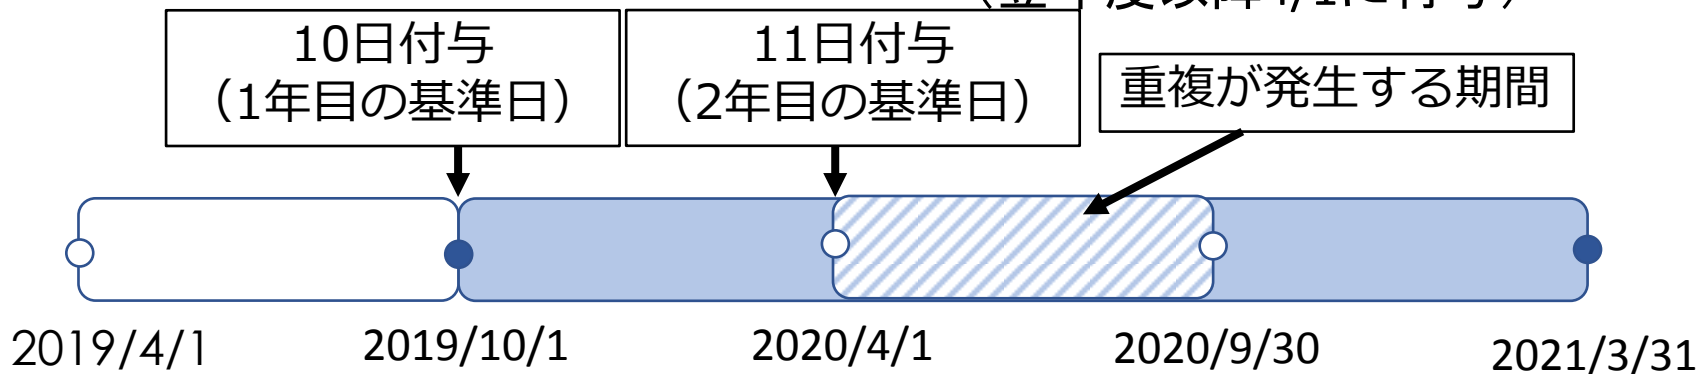 10日付与
（1年目の基準日）
11日付与
（2年目の基準日）
重複が発生する期間
2019/4/1
2019/10/1
2020/4/1
2020/9/30
2021/3/31